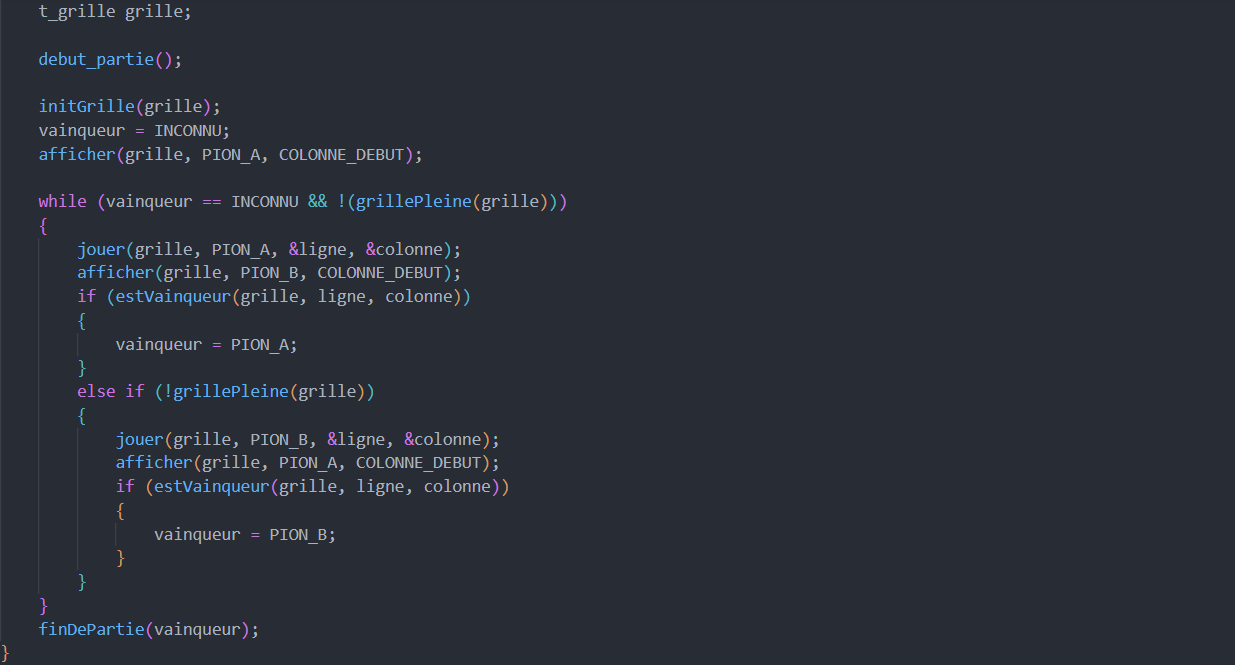 t_grille grille;
debut_partie();
initGrille(grille);
vainqueur = INCONNU;
afficher(grille, PION_A, COLONNE_DEBUT);
while (vainqueur == INCONNU && !(grillePleine(grille)))
{
jouer(grille, PION_A, &ligne, &colonne);
afficher(grille, PION_B, COLONNE_DEBUT);
if (estVainqueur(grille, ligne, colonne))
{
vainqueur = PION_A;
}
else if (!grillePleine(grille))
{
jouer(grille, PION_B, &ligne, &colonne);
afficher(grille, PION_A, COLONNE_DEBUT);
if (estVainqueur(grille, ligne, colonne))
{
vainqueur = PION_B;
}
}
}
finDePartie(vainqueur);
}